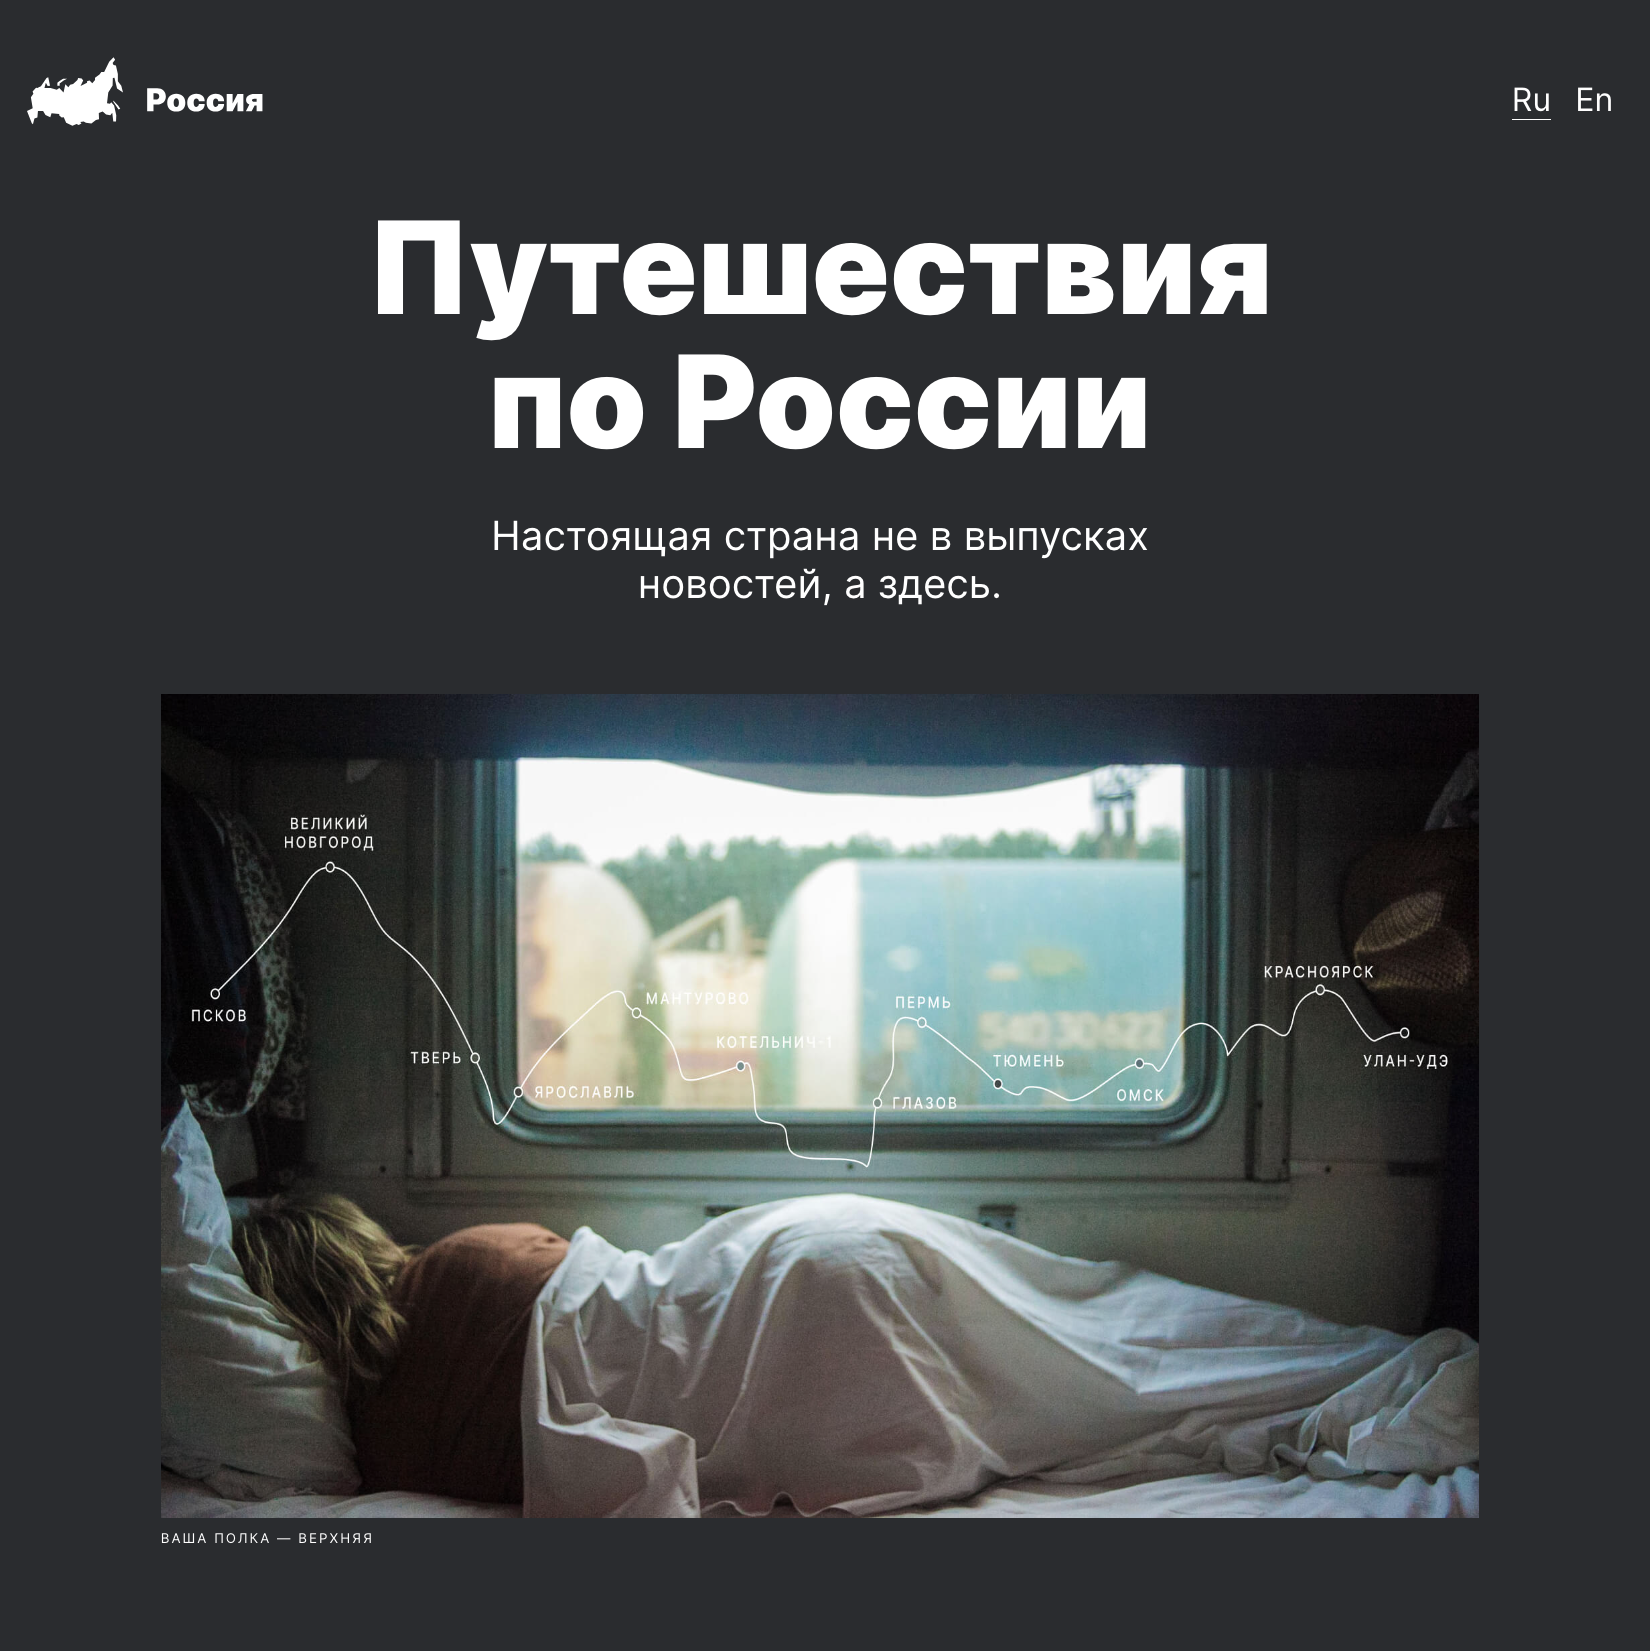 Россия
Ru En
Путешествия
по России
Настоящая страна не в выпусках
новостей, а здесь.
ВЕЛИКИЙ
НОВГОРОД
ПСКОВ
ТВЕРЬ
ЯРОСЛАВЛЬ
МАНТУРОВО
КОТЕЛЬНИЧ-1
ПЕРМЬ
ГЛАЗОВ
ТЮМЕНЬ
ОМСК
КРАСНОЯРСК
УЛАН-УДЭ
ВАША ПОЛКА — ВЕРХНЯЯ